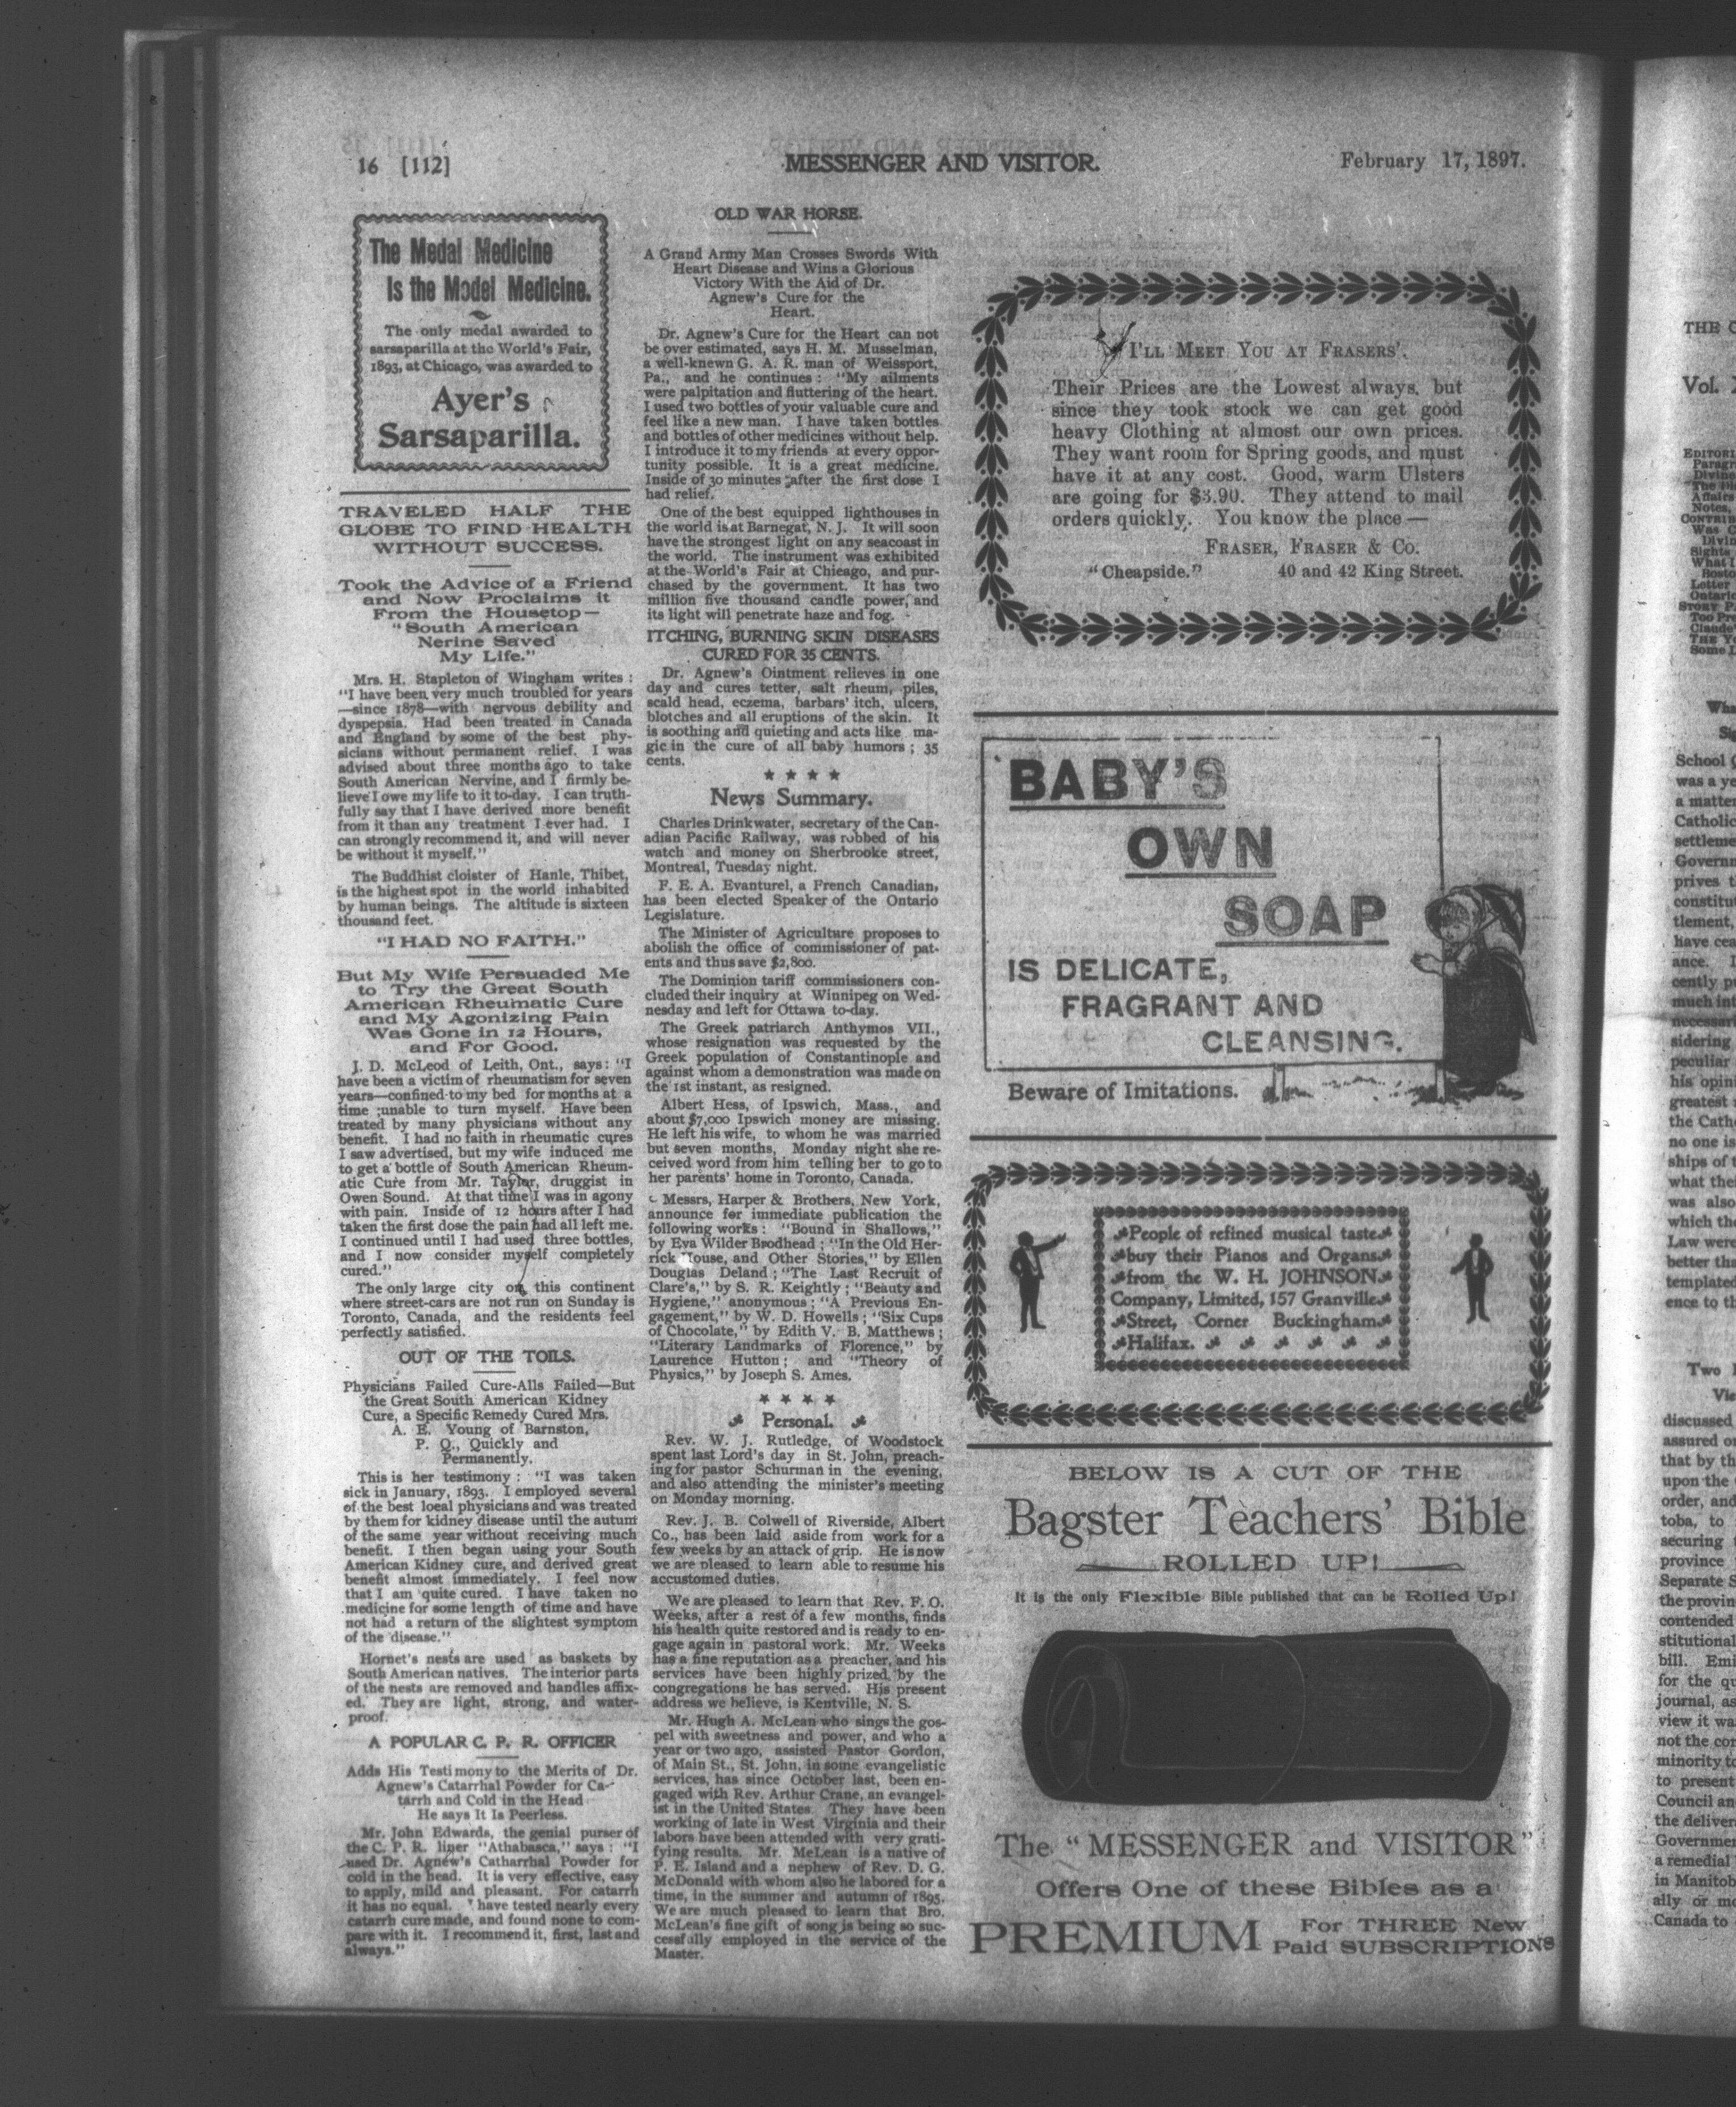 16 [112]
MESSENGER AND VISITOR.
February 17, 1897.
The Medal Medicine
Is the Model Medicine.
The only medal awarded to
sarsaparilla at the World's Fair,
1893, at Chicago, was awarded to
Ayer's
Sarsaparilla.
TRAVELED HALF THE
GLOBE TO FIND HEALTH
WITHOUT SUCCESS.
Took the Advice of a Friend
and Now Proclaims it
From the Housetop—
"South American
Nerine Saved
My Life."
Mrs. H. Stapleton of Wingham writes :
"I have been very much troubled for years
—since 1878—with nervous debility and
dyspepsia. Had been treated in Canada
and England by some of the best phy-
sicians without permanent relief. I was
advised about three months ago to take
South American Nervine, and I firmly be-
lieve I owe my life to it to-day. I can truth-
fully say that I have derived more benefit
from it than any treatment I ever had. I
can strongly recommend it, and will never
be without it myself."
The Buddhist cloister of Hanle, Thibet,
is the highest spot in the world inhabited
by human beings. The altitude is sixteen
thousand feet.
"I HAD NO FAITH."
But My Wife Persuaded Me
to Try the Great South
American Rheumatic Cure
and My Agonizing Pain
Was Gone in 12 Hours,
and For Good.
J. D. McLeod of Leith, Ont., says: "I
have been a victim of rheumatism for seven
years—confined to my bed for months at a
time ;unable to turn myself. Have been
treated by many physicians without any
benefit. I had no faith in rheumatic cures
I saw advertised, but my wife induced me
to get a bottle of South American Rheum-
atic Cure from Mr. Taylor, druggist in
Owen Sound. At that time I was in agony
with pain. Inside of 12 hours after I had
taken the first dose the pain had all left me.
I continued until I had used three bottles,
and I now consider myself completely
cured."
The only large city on this continent
where street-cars are not run on Sunday is
Toronto, Canada, and the residents feel
perfectly satisfied.
OUT OF THE TOILS.
Physicians Failed Cure-Alls Failed—But
the Great South American Kidney
Cure, a Specific Remedy Cured Mrs.
A. E. Young of Barnston,
P. Q., Quickly and
Permanently.
This is her testimony : "I was taken
sick in January, 1893. I employed several
of the best local physicians and was treated
by them for kidney disease until the autum
of the same year without receiving much
benefit. I then began using your South
American Kidney cure, and derived great
benefit almost immediately. I feel now
that I am quite cured. I have taken no
medicine for some length of time and have
not had a return of the slightest symptom
of the disease."
Hornet's nests are used as baskets by
South American natives. The interior parts
of the nests are removed and handles affix-
ed. They are light, strong, and water-
proof.
A POPULAR C. P. R. OFFICER
Adds His Testimony to the Merits of Dr.
Agnew's Catarrhal Powder for Ca-
tarrh and Cold in the Head
He says It Is Peerless.
Mr. John Edwards, the genial purser of
the C. P. R. liner "Athabasca," says : "I
used Dr. Agnew's Catharrhal Powder for
cold in the head. It is very effective, easy
to apply, mild and pleasant. For catarrh
it has no equal. have tested nearly every
catarrh cure made, and found none to com-
pare with it. I recommend it, first, last and
always."
OLD WAR HORSE.
A Grand Army Man Crosses Swords With
Heart Disease and Wins a Glorious
Victory With the Aid of Dr.
Agnew's Cure for the
Heart.
Dr. Agnew's Cure for the Heart can not
be over estimated, says H. M. Musselman,
a well-knewn G. A. R. man of Weissport,
Pa., and he continues : "My ailments
were palpitation and fluttering of the heart.
I used two bottles of your valuable cure and
feel like a new man. I have taken bottles
and bottles of other medicines without help.
I introduce it to my friends at every oppor-
tunity possible. It is a great medicine.
Inside of 30 minutes after the first dose I
had relief.
One of the best equipped lighthouses in
the world is at Barnegat, N. J. It will soon
have the strongest light on any seacoast in
the world. The instrument was exhibited
at the World's Fair at Chicago, and pur-
chased by the government. It has two
million five thousand candle power, and
its light will penetrate haze and fog.
ITCHING, BURNING SKIN DISEASES
CURED FOR 35 CENTS.
Dr. Agnew's Ointment relieves in one
day and cures tetter, salt rheum, piles,
scald head, eczema, barbars' itch, ulcers,
blotches and all eruptions of the skin. It
is soothing and quieting and acts like ma-
gic in the cure of all baby humors ; 35
cents.
★ ★ ★ ★
News Summary.
Charles Drinkwater, secretary of the Can-
adian Pacific Railway, was robbed of his
watch and money on Sherbrooke street,
Montreal, Tuesday night.
F. E. A. Evanturel, a French Canadian,
has been elected Speaker of the Ontario
Legislature.
The Minister of Agriculture proposes to
abolish the office of commissioner of pat-
ents and thus save $2,800.
The Dominion tariff commissioners con-
cluded their inquiry at Winnipeg on Wed-
nesday and left for Ottawa to-day.
The Greek patriarch Anthymos VII.,
whose resignation was requested by the
Greek population of Constantinople and
against whom a demonstration was made on
the 1st instant, as resigned.
Albert Hess, of Ipswich, Mass., and
about $7,000 Ipswich money are missing.
He left his wife, to whom he was married
but seven months, Monday night she re-
ceived word from him telling her to go to
her parents' home in Toronto, Canada.
Messrs, Harper & Brothers, New York,
announce for immediate publication the
following works : "Bound in Shallows,"
by Eva Wilder Brodhead ; "In the Old Her-
rick House, and Other Stories," by Ellen
Douglas Deland ; "The Last Recruit of
Clare's," by S. R. Keightly ; "Beauty and
Hygiene," anonymous ; "A Previous En-
gagement," by W. D. Howells ; "Six Cups
of Chocolate," by Edith V. B. Matthews ;
"Literary Landmarks of Florence," by
Laurence Hutton ; and "Theory of
Physics," by Joseph S. Ames.
★ ★ ★ ★
Personal.
Rev. W. J. Rutledge, of Woodstock
spent last Lord's day in St. John, preach-
ing for pastor Schurman in the evening,
and also attending the minister's meeting
on Monday morning.
Rev. J. B. Colwell of Riverside, Albert
Co., has been laid aside from work for a
few weeks by an attack of grip. He is now
we are pleased to learn able to resume his
accustomed duties.
We are pleased to learn that Rev. F. O.
Weeks, after a rest of a few months, finds
his health quite restored and is ready to en-
gage again in pastoral work. Mr. Weeks
has a fine reputation as a preacher, and his
services have been highly prized by the
congregations he has served. His present
address we believe, is Kentville, N. S.
Mr. Hugh A. McLean who sings the gos-
pel with sweetness and power, and who a
year or two ago, assisted Pastor Gordon,
of Main St., St. John, in some evangelistic
services, has since October last, been en-
gaged with Rev. Arthur Crane, an evangel-
ist in the United States. They have been
working of late in West Virginia and their
labors have been attended with very grati-
fying results. Mr. McLean is a native of
P. E. Island and a nephew of Rev. D. G.
McDonald with whom also he labored for a
time, in the summer and autumn of 1895.
We are much pleased to learn that Bro.
McLean's fine gift of song is being so suc-
cessfully employed in the service of the
Master.
I'LL MEET YOU AT FRASERS'.
Their Prices are the Lowest always, but
since they took stock we can get good
heavy Clothing at almost our own prices.
They want room for Spring goods, and must
have it at any cost. Good, warm Ulsters
are going for $3.90. They attend to mail
orders quickly. You know the place —
FRASER, FRASER & CO.
"Cheapside." 40 and 42 King Street.
BABY'S
OWN
SOAP
IS DELICATE,
FRAGRANT AND
CLEANSING.
Beware of Imitations.
People of refined musical taste
buy their Pianos and Organs
from the W. H. JOHNSON
Company, Limited, 157 Granville
Street, Corner Buckingham
Halifax.
BELOW IS A CUT OF THE
Bagster Teachers' Bible
ROLLED UP!
It is the only Flexible Bible published that can be Rolled Up!
The "MESSENGER and VISITOR"
Offers One of these Bibles as a
PREMIUM For THREE New
Paid SUBSCRIPTIONS
Vol.